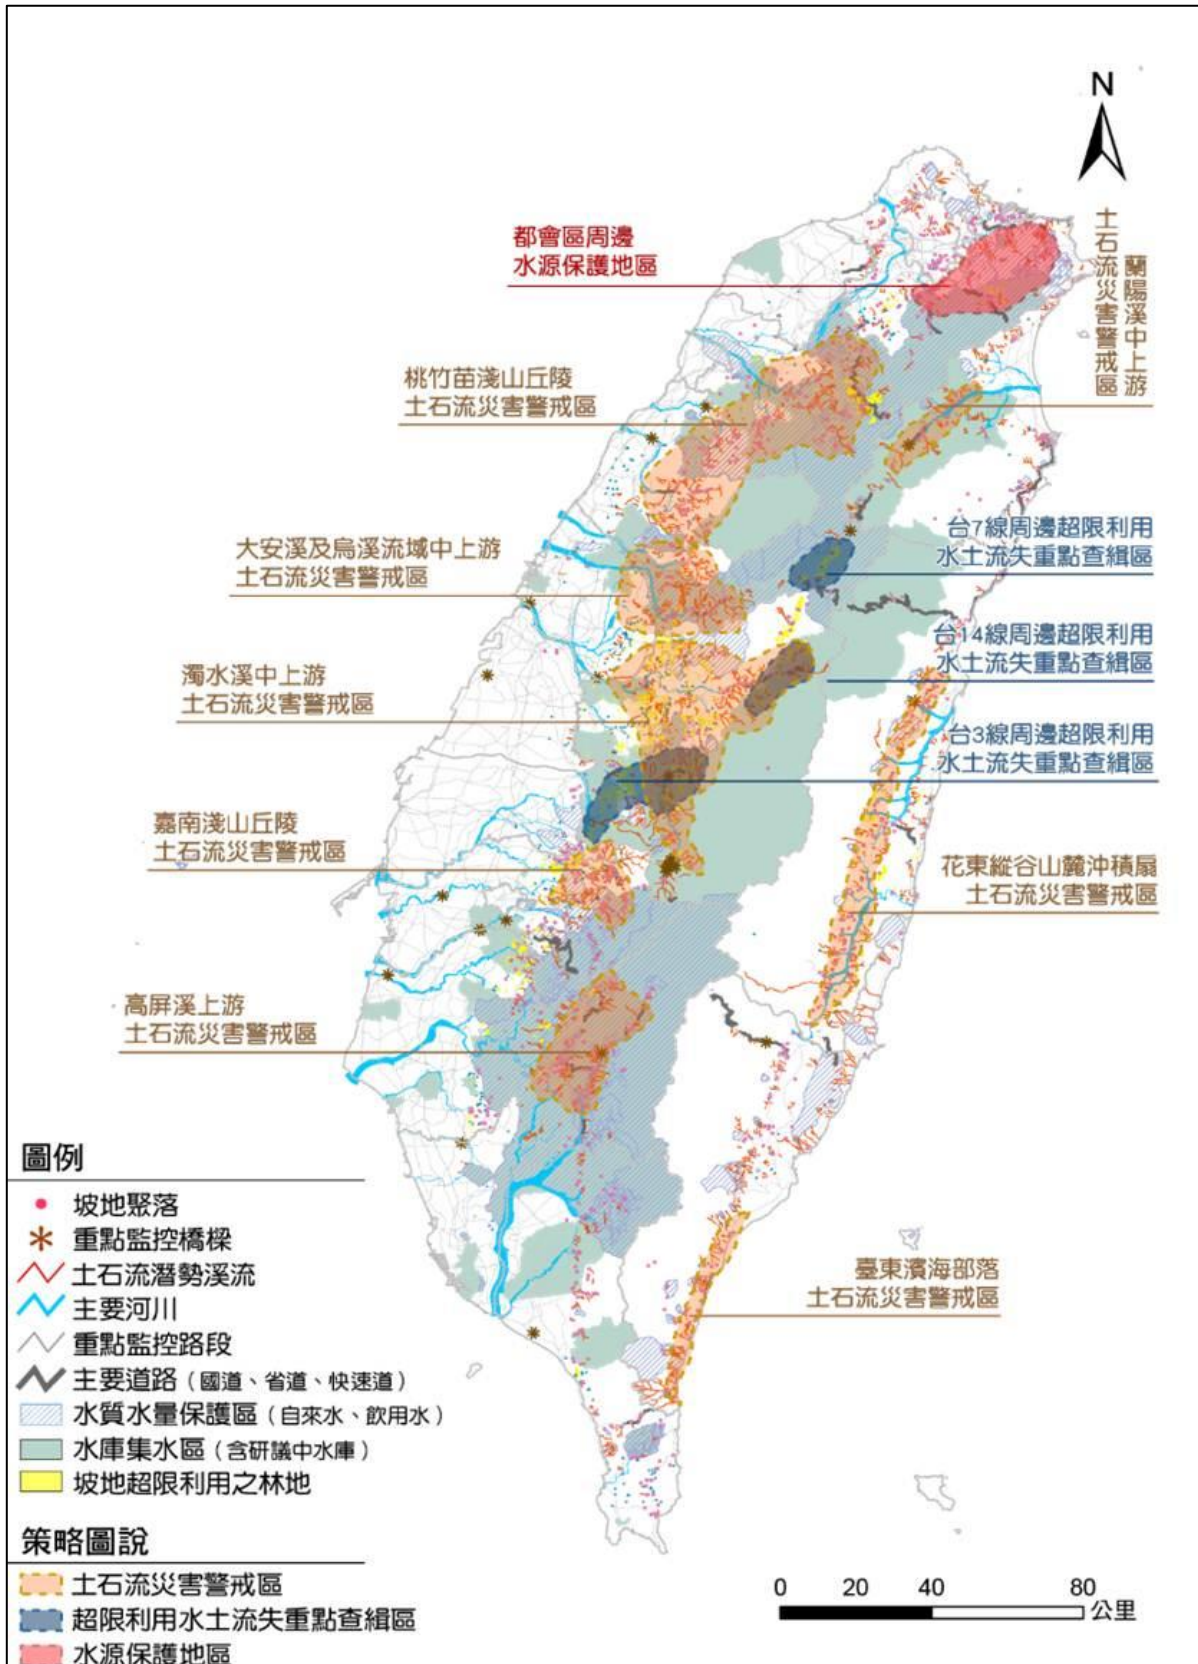 N
都會區周邊
水源保護地區
蘭陽溪中上游
土石流災害警戒區
桃竹苗淺山丘陵
土石流災害警戒區
大安溪及烏溪流域中上游
土石流災害警戒區
台7線周邊超限利用
水土流失重點查緝區
台14線周邊超限利用
水土流失重點查緝區
濁水溪中上游
土石流災害警戒區
台3線周邊超限利用
水土流失重點查緝區
嘉南淺山丘陵
土石流災害警戒區
花東縱谷山麓沖積扇
土石流災害警戒區
高屏溪上游
土石流災害警戒區
臺東濱海部落
土石流災害警戒區
圖例
坡地聚落
重點監控橋樑
土石流潛勢溪流
主要河川
重點監控路段
主要道路（國道、省道、快速道）
水質水量保護區（自來水、飲用水）
水庫集水區（含研議中水庫）
坡地超限利用之林地
策略圖說
土石流災害警戒區
超限利用水土流失重點查緝區
水源保護地區
0 20 40 80
公里